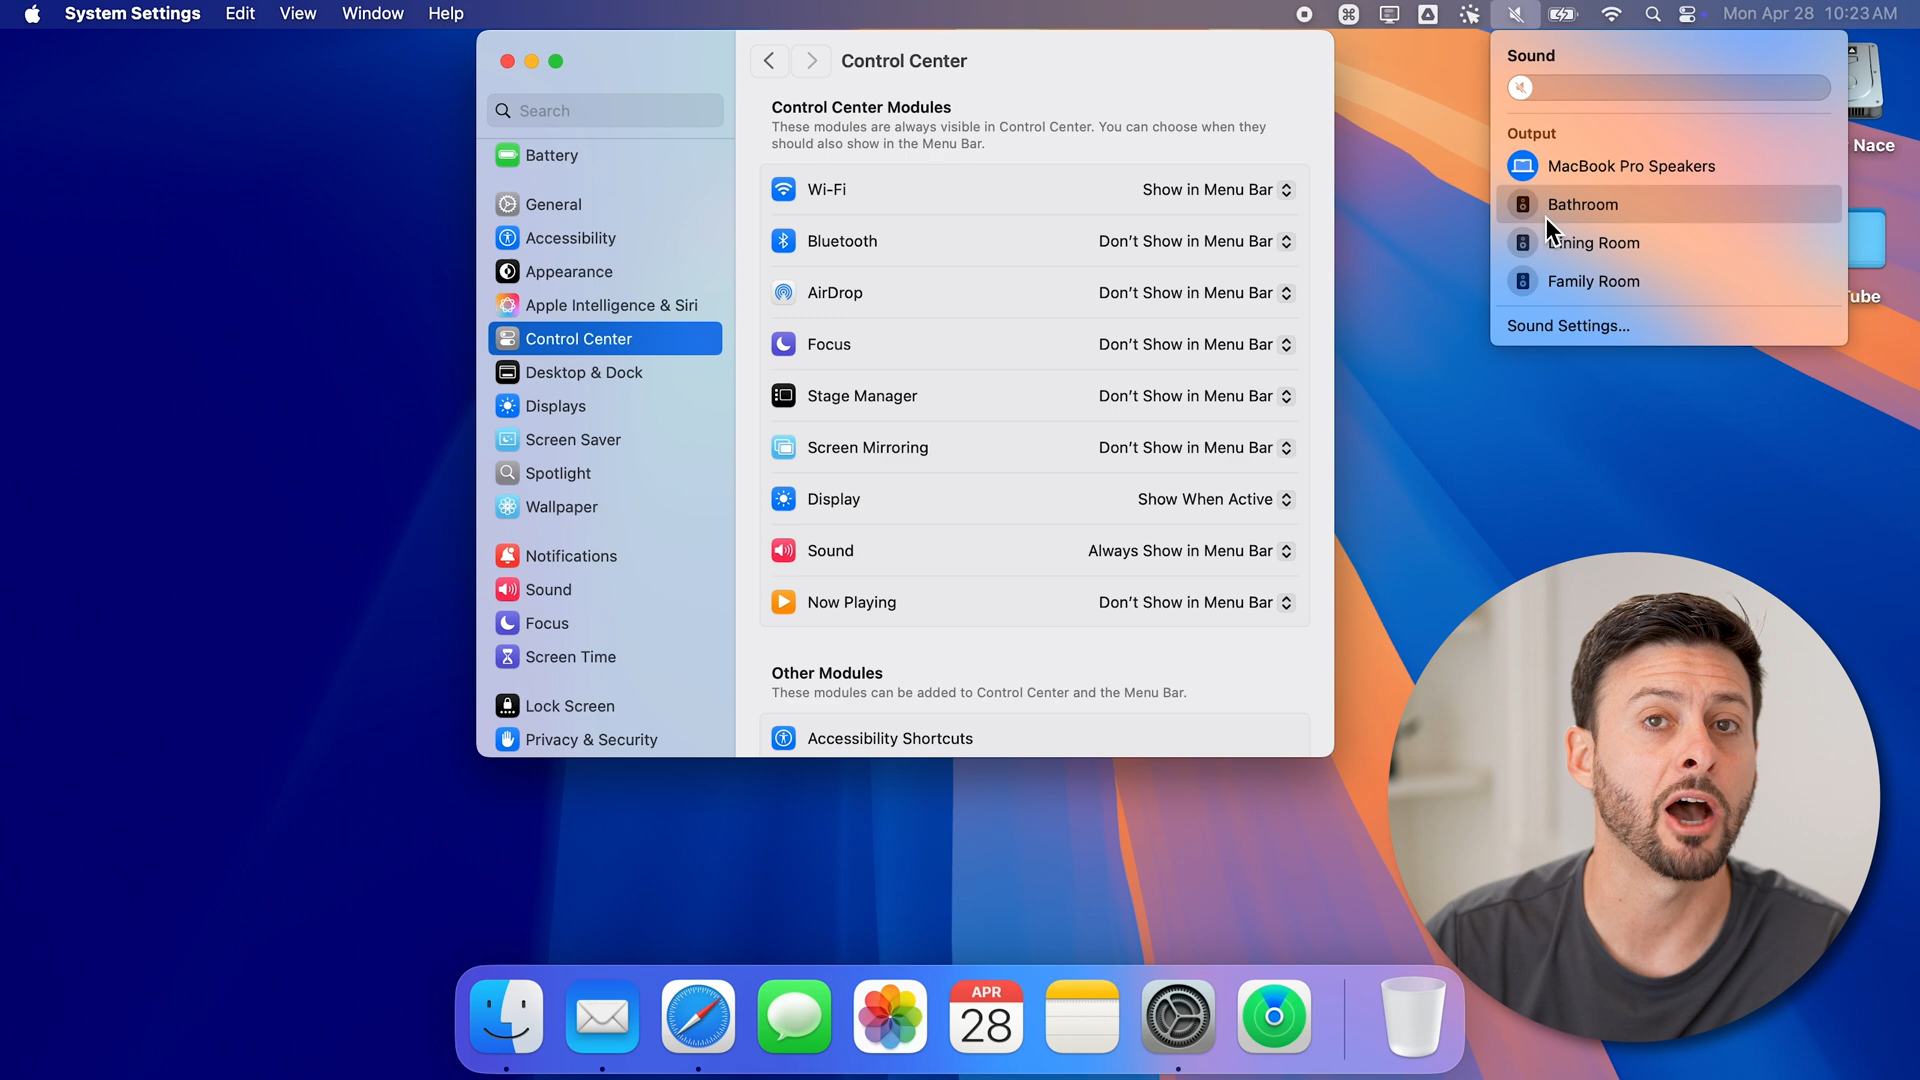 System Settings Edit View Window Help
Mon Apr 28 10:23 AM
Search
Battery
General
Accessibility
Appearance
Apple Intelligence & Siri
Control Center
Desktop & Dock
Displays
Screen Saver
Spotlight
Wallpaper
Notifications
Sound
Focus
Screen Time
Lock Screen
Privacy & Security
Control Center
Control Center Modules
These modules are always visible in Control Center. You can choose when they
should also show in the Menu Bar.
Wi-Fi Show in Menu Bar
Bluetooth Don't Show in Menu Bar
AirDrop Don't Show in Menu Bar
Focus Don't Show in Menu Bar
Stage Manager Don't Show in Menu Bar
Screen Mirroring Don't Show in Menu Bar
Display Show When Active
Sound Always Show in Menu Bar
Now Playing Don't Show in Menu Bar
Other Modules
These modules can be added to Control Center and the Menu Bar.
Accessibility Shortcuts
Sound
Output
MacBook Pro Speakers
Bathroom
Dining Room
Family Room
Sound Settings...
Nace
APR
28